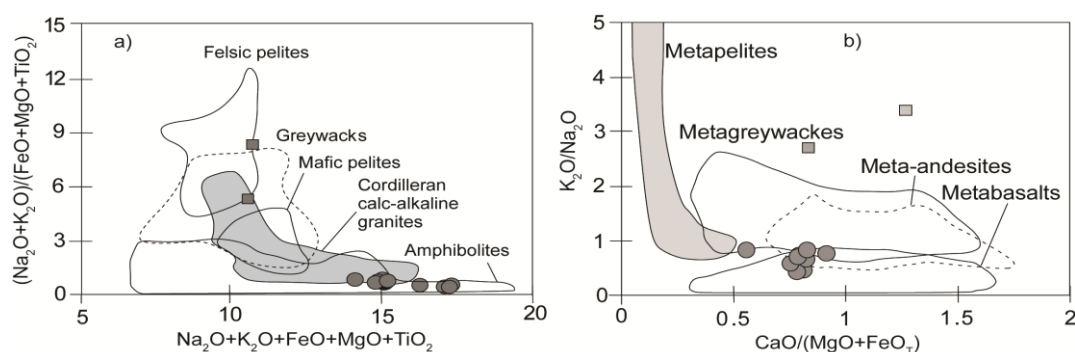 a)
15
12
9
6
3
0
(Na₂O+K₂O)/(FeO+MgO+TiO₂)
Felsic pelites
Greywacks
Mafic pelites
Cordilleran
calc-alkaline
granites
Amphibolites
5
10
15
20
Na₂O+K₂O+FeO+MgO+TiO₂
b)
5
4
3
2
1
0
K₂O/Na₂O
Metapelites
Metagreywackes
Meta-andesites
Metabasalts
0
0.5
1
1.5
2
CaO/(MgO+FeOT)